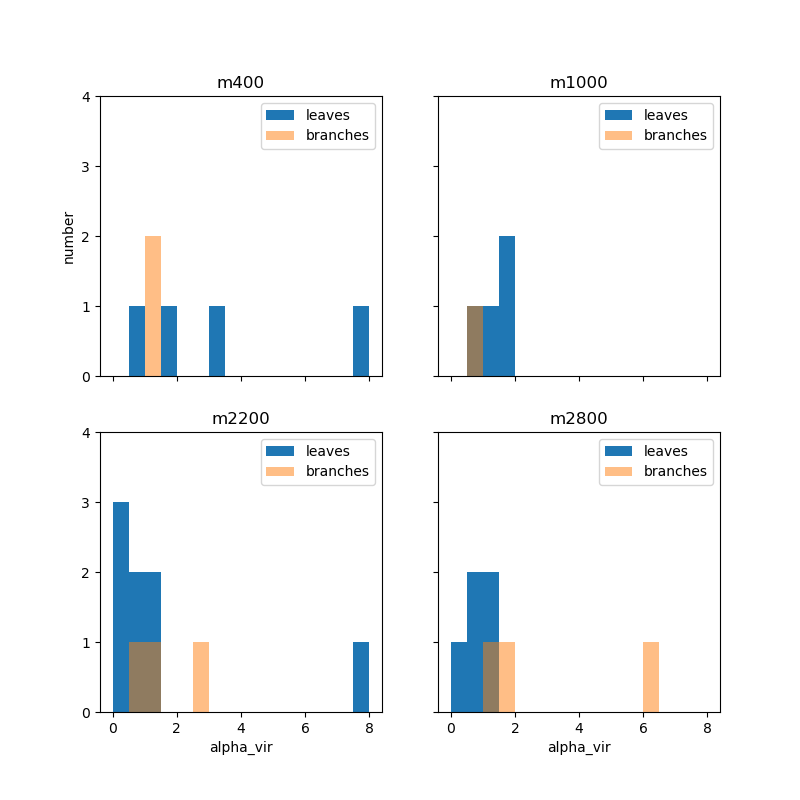 m400
leaves
branches
4
3
2
1
0
number
m1000
leaves
branches
m2200
leaves
branches
4
3
2
1
0
0 2 4 6 8
alpha_vir
m2800
leaves
branches
0 2 4 6 8
alpha_vir